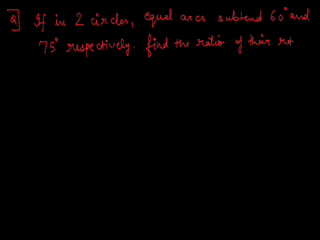 Q] If in 2 circles, equal arcs subtend 60° and
75° respectively. find the ratio of their